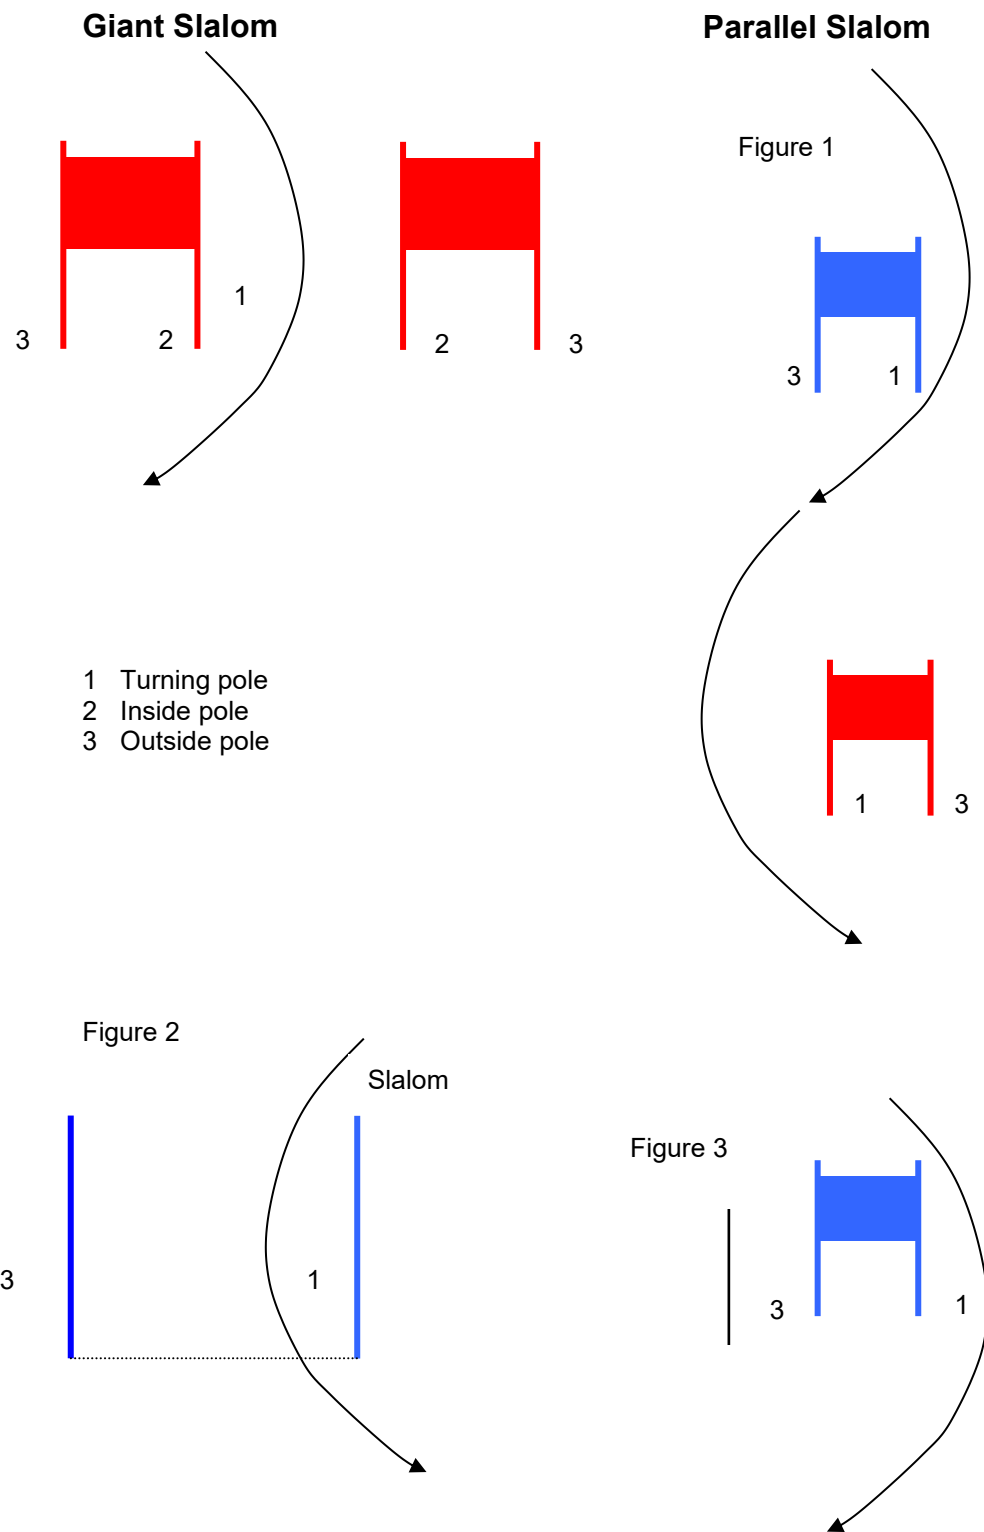 Giant Slalom
Parallel Slalom
Figure 1
1
3 2
2 3
3 1
1 Turning pole
2 Inside pole
3 Outside pole
1 3
Figure 2
Slalom
Figure 3
3 1
3 1